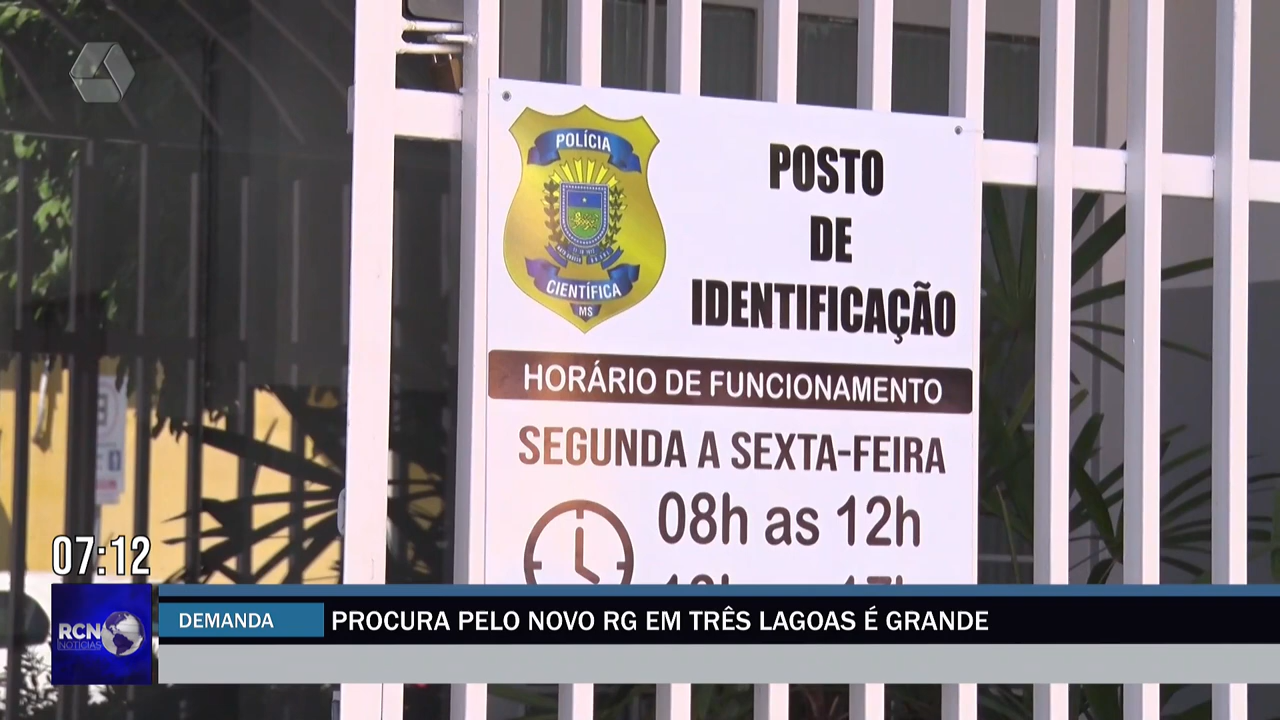 POLÍCIA
CIENTÍFICA
MS
POSTO
DE
IDENTIFICAÇÃO
HORÁRIO DE FUNCIONAMENTO
SEGUNDA A SEXTA-FEIRA
08h as 12h
07:12
RCN
NOTÍCIAS
DEMANDA
PROCURA PELO NOVO RG EM TRÊS LAGOAS É GRANDE